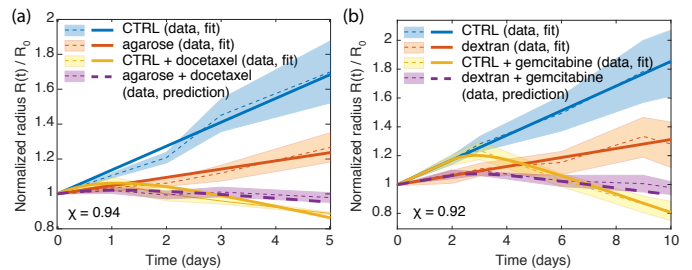 (a)
CTRL (data, fit)
agarose (data, fit)
CTRL + docetaxel (data, fit)
agarose + docetaxel
(data, prediction)
Normalized radius R(t) / R0
2
1.8
1.6
1.4
1.2
1
0.8
χ = 0.94
0 1 2 3 4 5
Time (days)
(b)
CTRL (data, fit)
dextran (data, fit)
CTRL + gemcitabine (data, fit)
dextran + gemcitabine
(data, prediction)
Normalized radius R(t) / R0
2
1.8
1.6
1.4
1.2
1
0.8
χ = 0.92
0 2 4 6 8 10
Time (days)